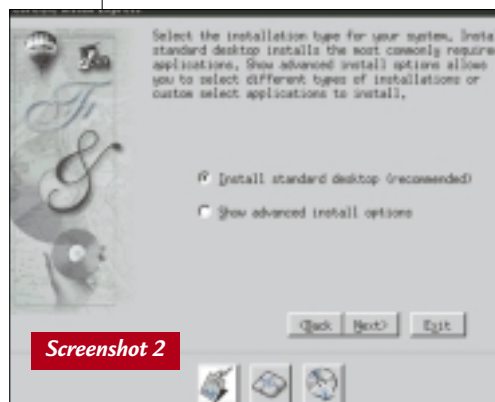 Select the installation type for your system. Insta
standard desktop installs the most commonly require
applications. Show advanced install options allows
you to select different types of installations or
custom select applications to install.
Install standard desktop (recommended)
Show advanced install options
<Back Next> Exit
Screenshot 2